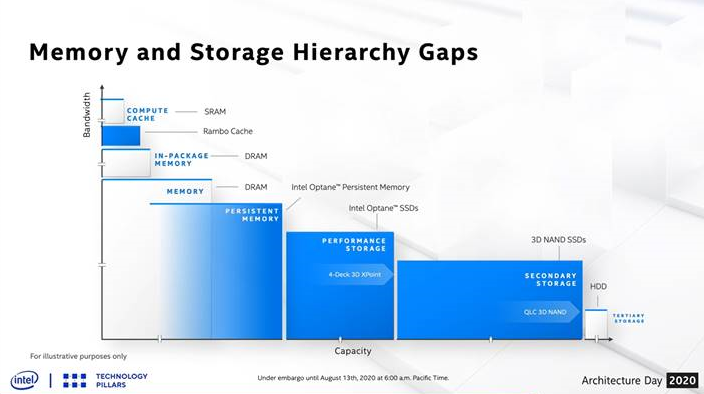 Memory and Storage Hierarchy Gaps
Bandwidth
COMPUTE
CACHE
SRAM
Rambo Cache
IN-PACKAGE
MEMORY
DRAM
MEMORY
DRAM
Intel Optane™ Persistent Memory
PERSISTENT
MEMORY
Intel Optane™ SSDs
PERFORMANCE
STORAGE
4-Deck 3D XPoint
3D NAND SSDs
SECONDARY
STORAGE
QLC 3D NAND
HDD
TERTIARY
STORAGE
Capacity
For illustrative purposes only
intel
TECHNOLOGY
PILLARS
Under embargo until August 13th, 2020 at 6:00 a.m. Pacific Time.
Architecture Day 2020